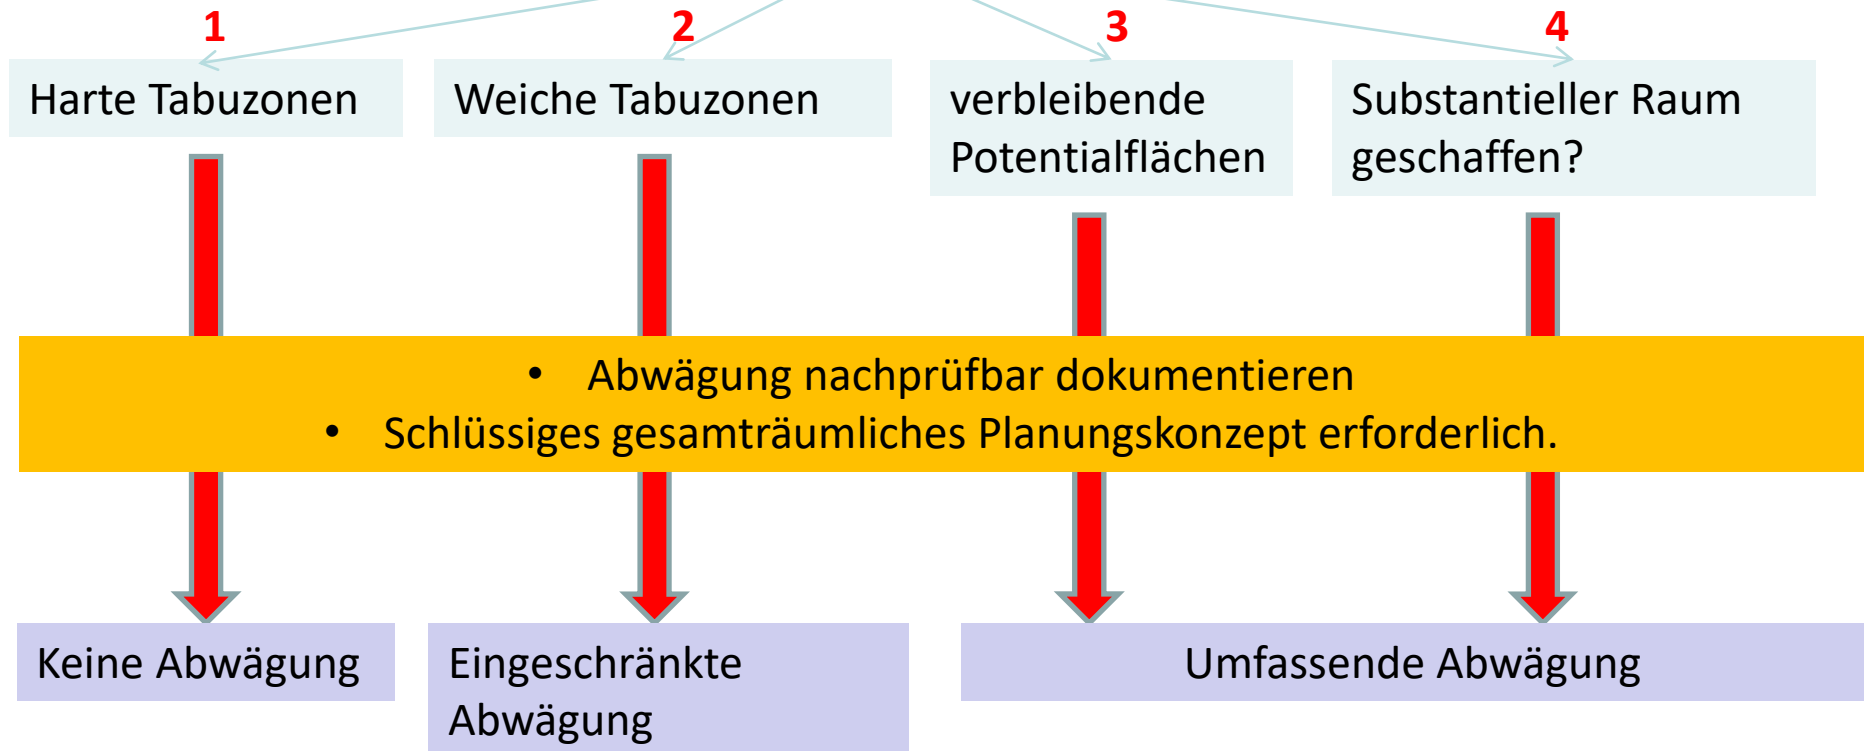 1
2
3
4
Harte Tabuzonen
Weiche Tabuzonen
verbleibende
Potentialflächen
Substantieller Raum
geschaffen?
• Abwägung nachprüfbar dokumentieren
• Schlüssiges gesamträumliches Planungskonzept erforderlich.
Keine Abwägung
Eingeschränkte
Abwägung
Umfassende Abwägung